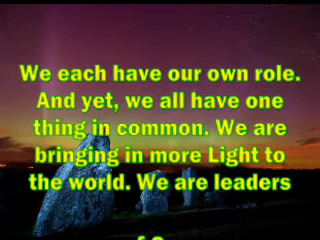 We each have our own role.
And yet, we all have one
thing in common. We are
bringing in more Light to
the world. We are leaders